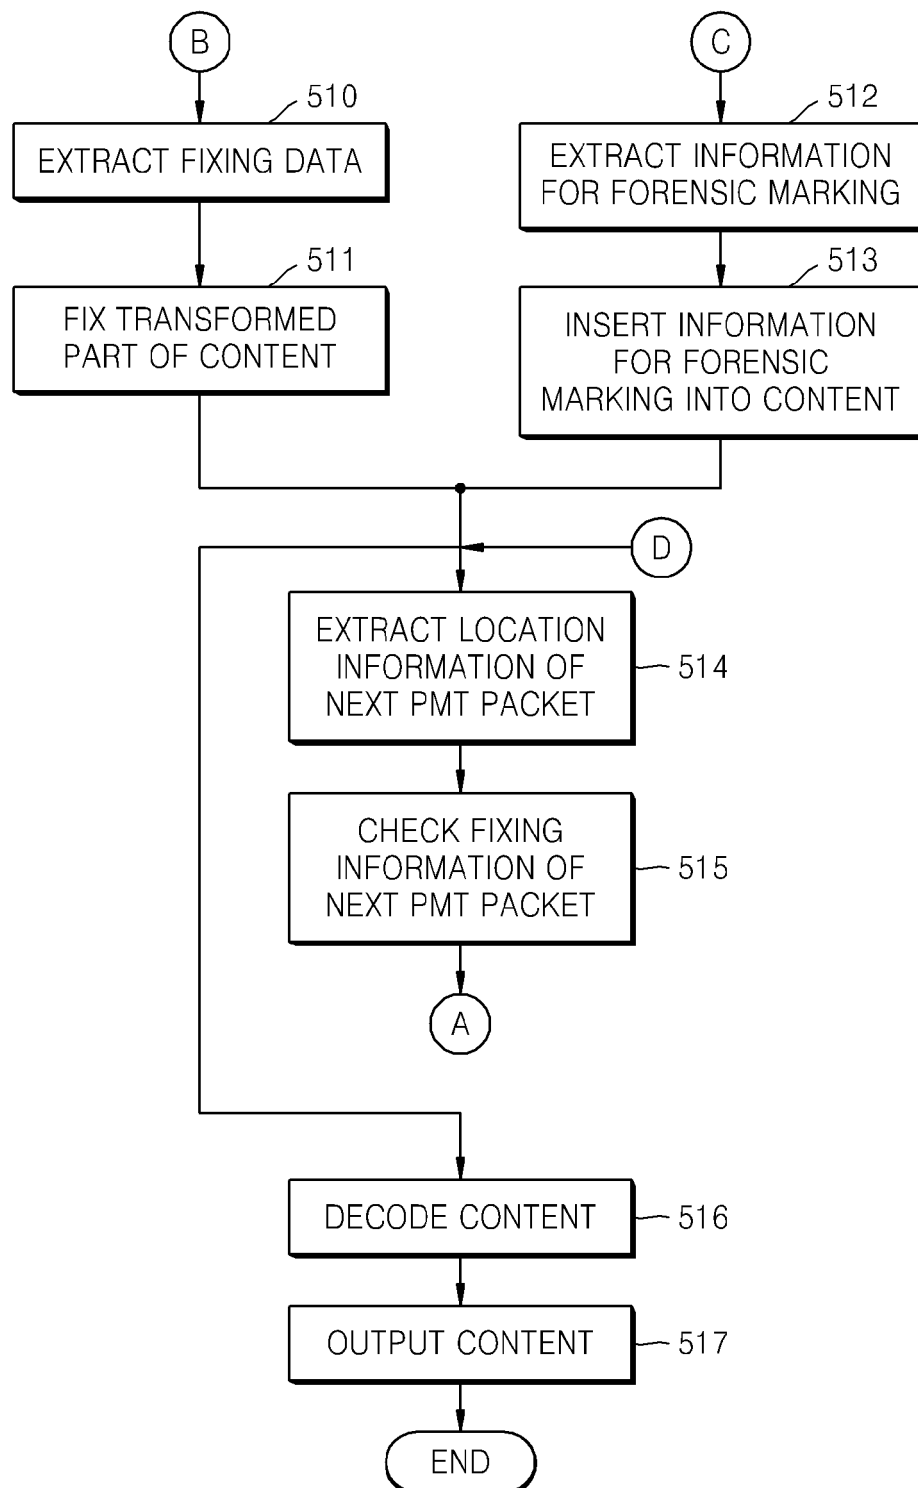 B
C
510
512
EXTRACT FIXING DATA
EXTRACT INFORMATION
FOR FORENSIC MARKING
511
513
FIX TRANSFORMED
PART OF CONTENT
INSERT INFORMATION
FOR FORENSIC
MARKING INTO CONTENT
D
EXTRACT LOCATION
INFORMATION OF
NEXT PMT PACKET
514
CHECK FIXING
INFORMATION OF
NEXT PMT PACKET
515
A
DECODE CONTENT
516
OUTPUT CONTENT
517
END